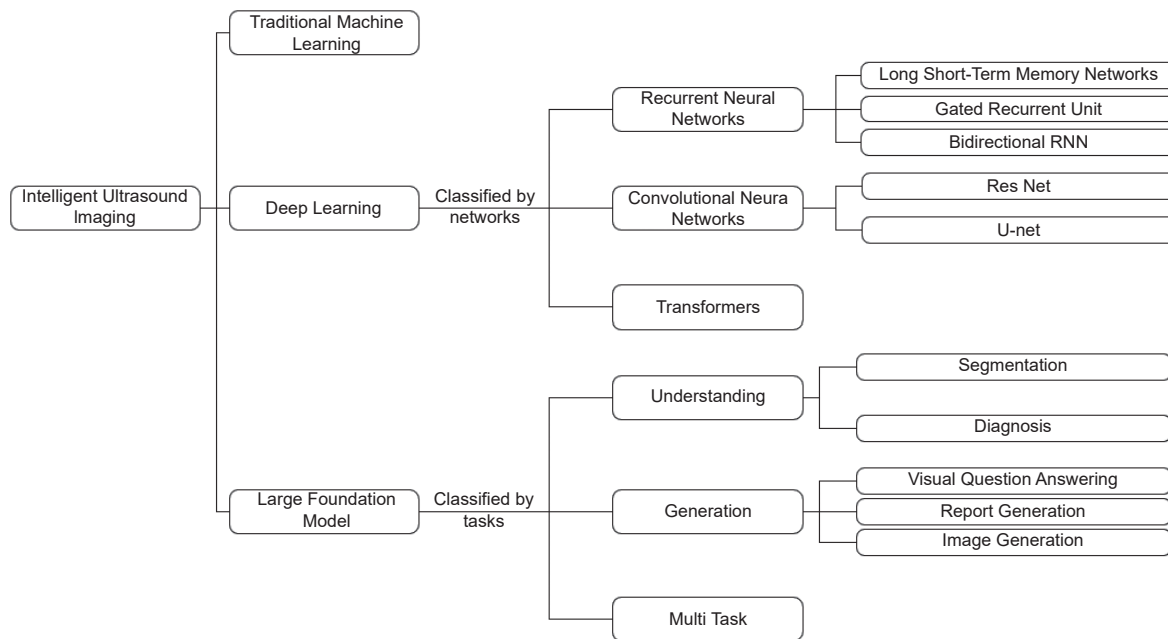 Traditional Machine
Learning
Long Short-Term Memory Networks
Recurrent Neural
Networks
Gated Recurrent Unit
Bidirectional RNN
Intelligent Ultrasound
Imaging
Deep Learning
Classified by
networks
Convolutional Neura
Networks
Res Net
U-net
Transformers
Understanding
Segmentation
Diagnosis
Large Foundation
Model
Classified by
tasks
Generation
Visual Question Answering
Report Generation
Image Generation
Multi Task